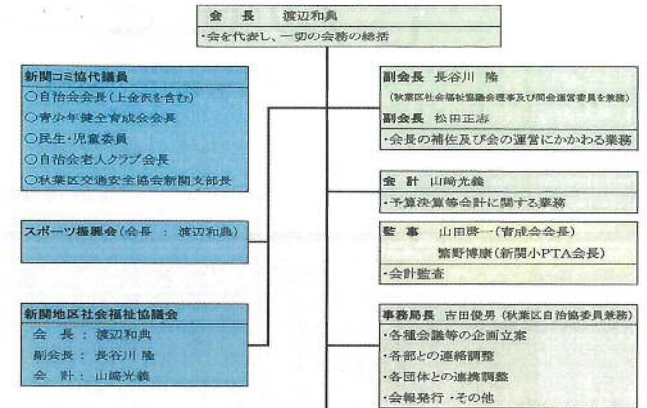 会 長 渡辺和典
・会を代表し、一切の会務の総括
新関コミ協代議員
○自治会会長(上金沢を含む)
○青少年健全育成会会長
○民生・児童委員
○自治会老人クラブ会長
○秋葉区交通安全協会新関支部長
スポーツ振興会(会長 : 渡辺和典)
新関地区社会福祉協議会
会 長 : 渡辺和典
副会長 : 長谷川 隆
会 計 : 山﨑光義
副会長 長谷川 隆
(秋葉区社会福祉協議会理事及び同会運営委員を兼務)
副会長 松田正志
・会長の補佐及び会の運営にかかわる業務
会 計 山﨑光義
・予算決算等会計に関する業務
監 事 山田啓一(育成会会長)
繁野博康(新関小PTA会長)
・会計監査
事務局長 吉田俊男 (秋葉区自治協委員兼務)
・各種会議等の企画立案
・各部との連絡調整
・各団体との連携調整
・会報発行 ・その他